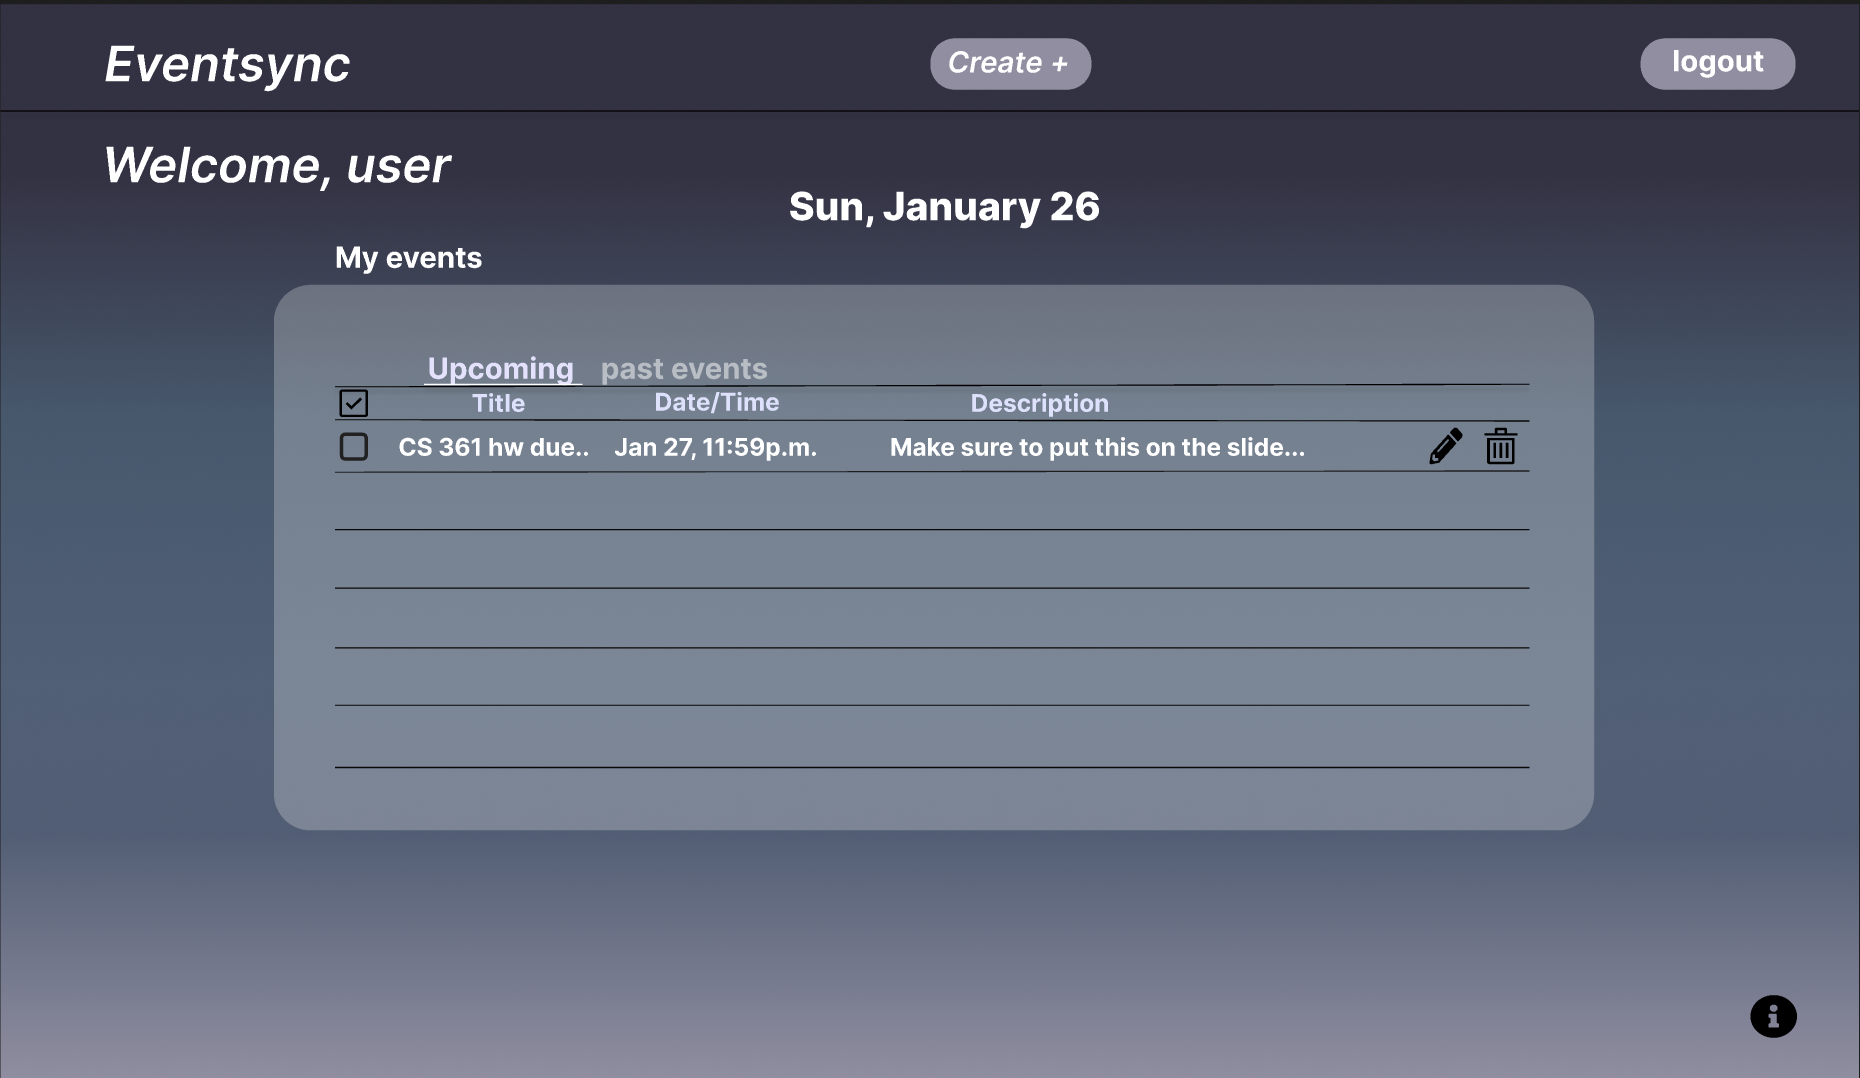 Eventsync
Create +
logout
Welcome, user
Sun, January 26
My events
Upcoming past events
Title Date/Time Description
CS 361 hw due.. Jan 27, 11:59p.m. Make sure to put this on the slide...